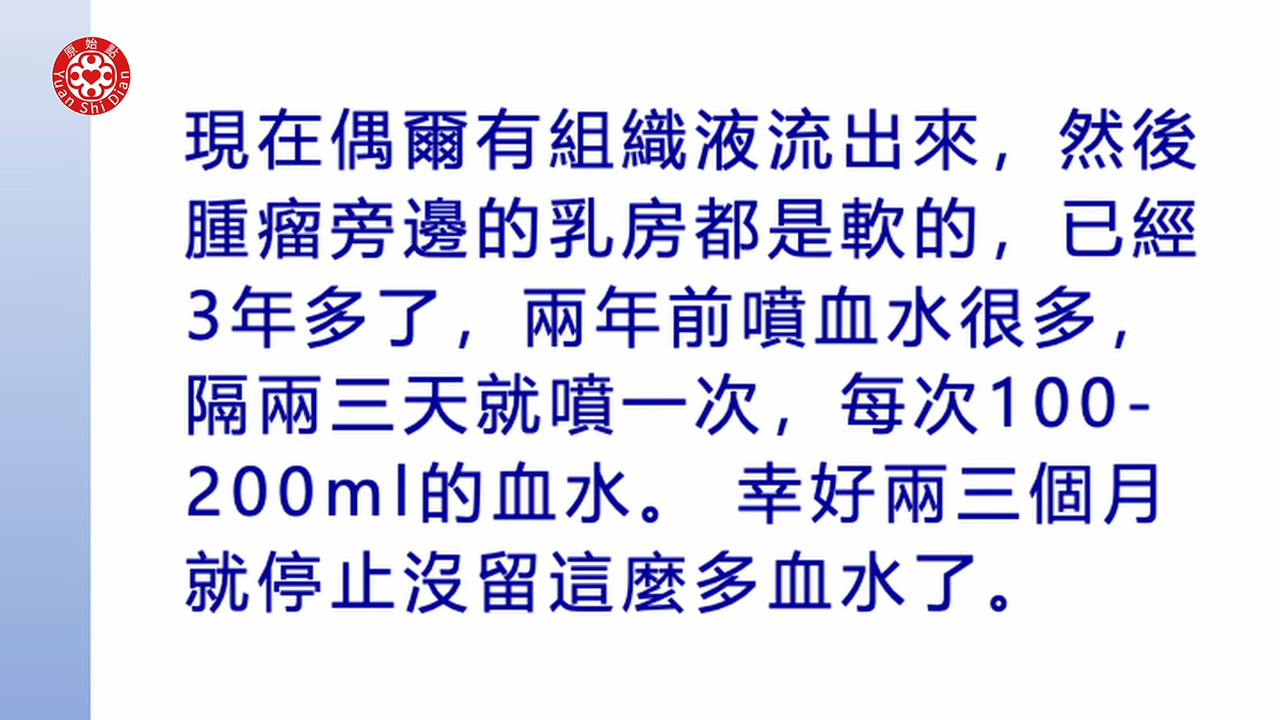 原始點
Yuan Shi Dian
現在偶爾有組織液流出來，然後
腫瘤旁邊的乳房都是軟的，已經
3年多了，兩年前噴血水很多，
隔兩三天就噴一次，每次100-
200ml的血水。 幸好兩三個月
就停止沒留這麼多血水了。